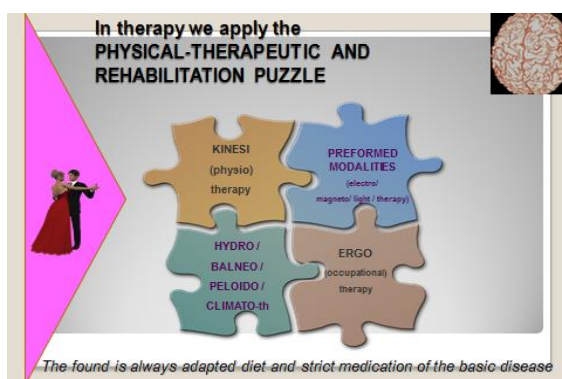 In therapy we apply the
PHYSICAL-THERAPEUTIC AND
REHABILITATION PUZZLE
KINESI
(physio)
therapy
PREFORMED
MODALITIES
(electro/
magneto/ light / therapy)
HYDRO /
BALNEO /
PELOIDO /
CLIMATO-th
ERGO
(occupational)
therapy
The found is always adapted diet and strict medication of the basic disease